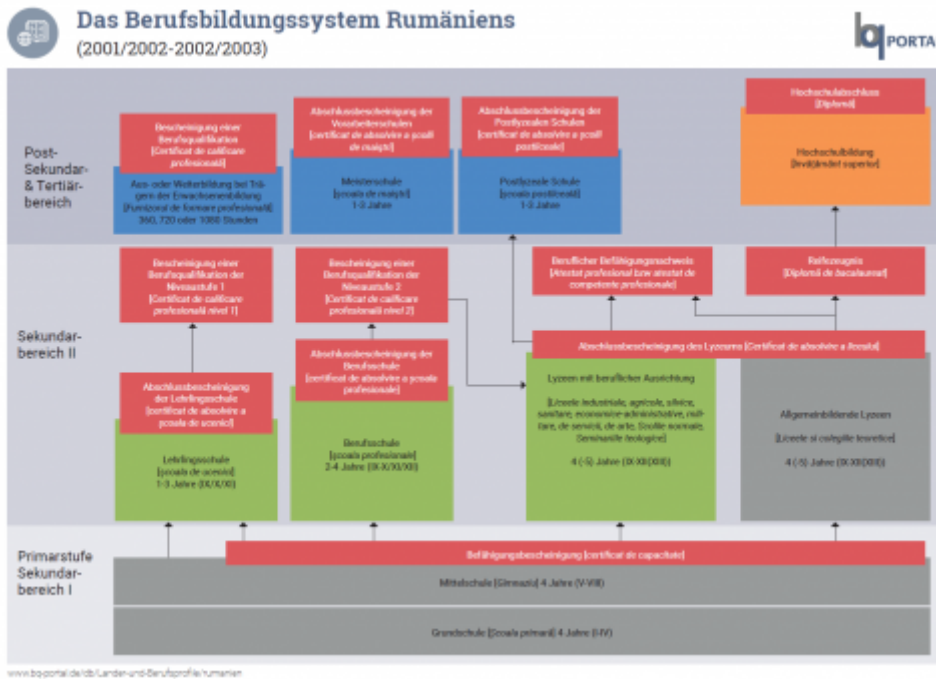 Das Berufsbildungssystem Rumäniens
(2001/2002-2002/2003)
bq PORTA
Post-
Sekundar-
& Tertiär-
bereich
Bescheinigung einer
Berufsqualifikation
[Certificat de calificare
profesională]
Aus- oder Weiterbildung bei Trä-
gern der Erwachsenenbildung
[Furnizorul de formare profesională]
360, 720 oder 1080 Stunden
Abschlussbescheinigung der
Vorarbeiterschulen
[certificat de absolvire a școlii
de maiștri]
Meisterschule
[școala de maiștri]
1-3 Jahre
Abschlussbescheinigung der
Postlyzealen Schulen
[certificat de absolvire a școlii
postliceale]
Postlyzeale Schule
[școala postliceală]
1-3 Jahre
Hochschulabschluss
[Diplomă]
Hochschulbildung
[învățământ superior]
Sekundar-
bereich II
Bescheinigung einer
Berufsqualifikation der
Niveaustufe 1
[Certificat de calificare
profesională nivel 1]
Abschlussbescheinigung
der Lehrlingsschule
[certificat de absolvire a
școala de ucenici]
Lehrlingsschule
[școala de ucenici]
1-3 Jahre (IX/X/XI)
Bescheinigung einer
Berufsqualifikation der
Niveaustufe 2
[Certificat de calificare
profesională nivel 2]
Abschlussbescheinigung der
Berufsschule
[certificat de absolvire a școala
profesionale]
Berufsschule
[școala profesionale]
2-4 Jahre (IX-X/XI/XII)
Beruflicher Befähigungsnachweis
[Atestat profesional bzw atestat de
competente profesionale]
Reifezeugnis
[Diplomă de bacalaureat]
Abschlussbescheinigung des Lyzeums [Certificat de absolvire a liceului]
Lyzeen mit beruflicher Ausrichtung
[Liceele industriale, agricole, silvice,
sanitare, economice-administrative, mili-
tare, de servicii, de arte, Școlile normale,
Seminariile teologice]
4 (-5) Jahre (IX-XII(XIII))
Allgemeinbildende Lyzeen
[Liceele si colegiile teoretice]
4 (-5) Jahre (IX-XII(XIII))
Primarstufe
Sekundar-
bereich I
Befähigungsbescheinigung [certificat de capacitate]
Mittelschule [Gimnaziu] 4 Jahre (V-VIII)
Grundschule [Școala primară] 4 Jahre (I-IV)
www.bq-portal.de/db/Länder-und-Berufsprofile/rumänien